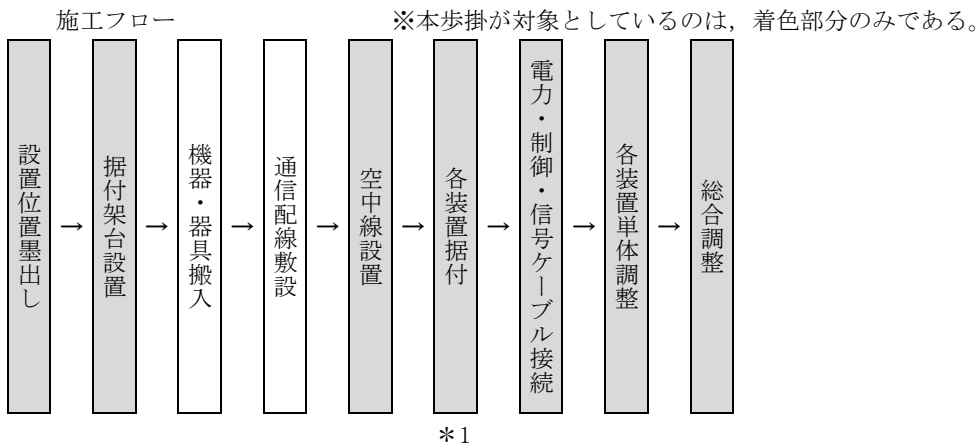 施工フロー
※本歩掛が対象としているのは，着色部分のみである。
設置位置墨出し
→
据付架台設置
→
機器・器具搬入
→
通信配線敷設
→
空中線設置
→
各装置据付
→
電力・制御・信号ケーブル接続
→
各装置単体調整
→
総合調整
＊1